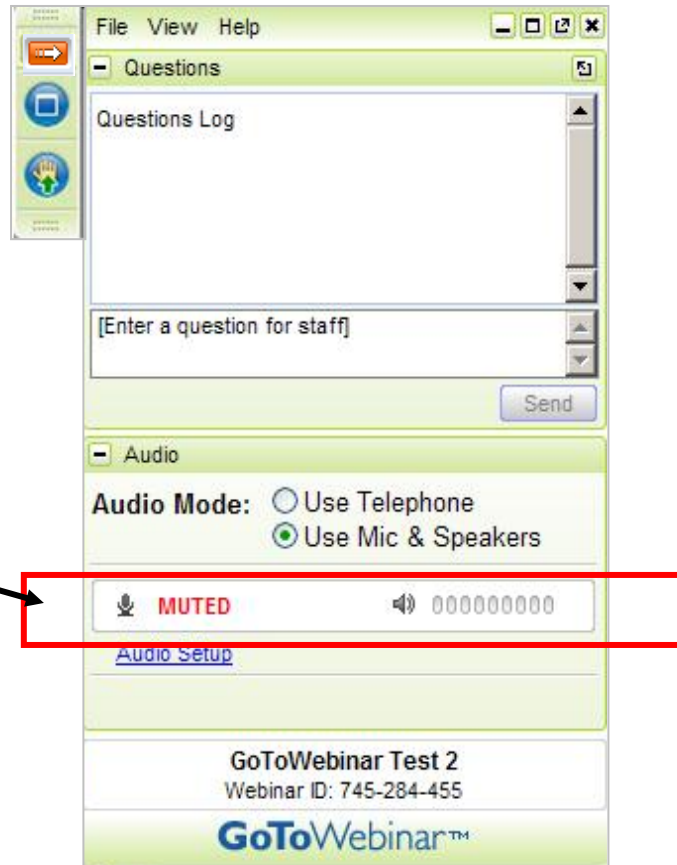 File View Help
Questions
Questions Log
[Enter a question for staff]
Send
Audio
Audio Mode: Use Telephone
Use Mic & Speakers
MUTED 000000000
Audio Setup
GoToWebinar Test 2
Webinar ID: 745-284-455
GoToWebinar™